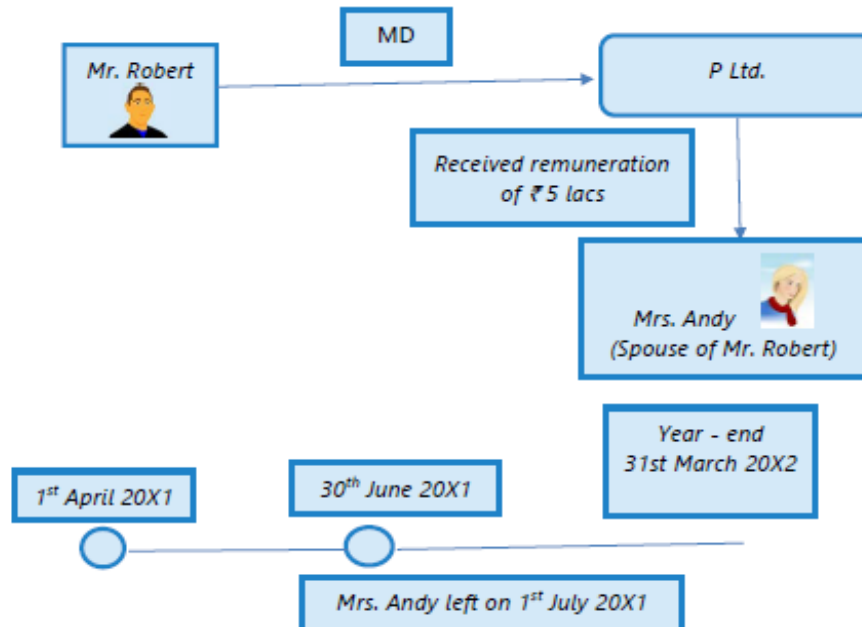 MD
Mr. Robert
P Ltd.
Received remuneration
of ₹ 5 lacs
Mrs. Andy
(Spouse of Mr. Robert)
Year - end
31st March 20X2
1st April 20X1
30th June 20X1
Mrs. Andy left on 1st July 20X1